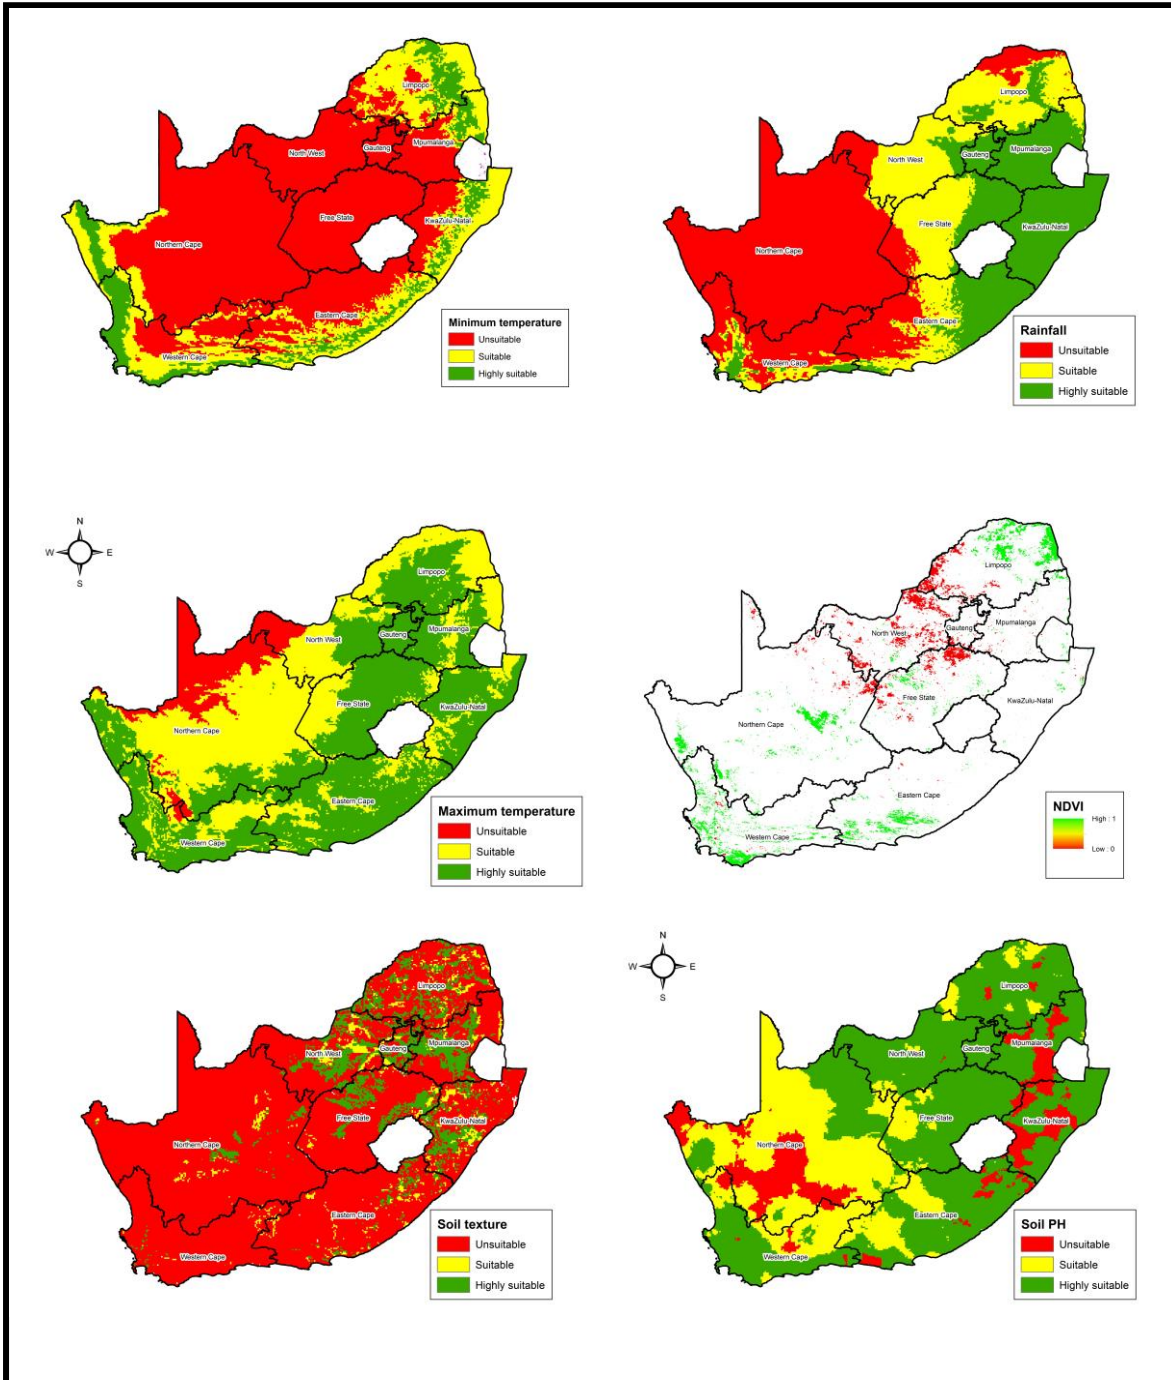 Limpopo
North West
Gauteng
Mpumalanga
Free State
KwaZulu-Natal
Northern Cape
Eastern Cape
Western Cape
Minimum temperature
Unsuitable
Suitable
Highly suitable
Limpopo
North West
Gauteng
Mpumalanga
Free State
KwaZulu-Natal
Northern Cape
Eastern Cape
Western Cape
Rainfall
Unsuitable
Suitable
Highly suitable
N
W E
S
Limpopo
North West
Gauteng
Mpumalanga
Free State
KwaZulu-Natal
Northern Cape
Eastern Cape
Western Cape
Maximum temperature
Unsuitable
Suitable
Highly suitable
Limpopo
North West
Gauteng
Mpumalanga
Free State
KwaZulu-Natal
Northern Cape
Eastern Cape
Western Cape
NDVI
High : 1
Low : 0
Limpopo
North West
Gauteng
Mpumalanga
Free State
KwaZulu-Natal
Northern Cape
Eastern Cape
Western Cape
Soil texture
Unsuitable
Suitable
Highly suitable
N
W E
S
Limpopo
North West
Gauteng
Mpumalanga
Free State
KwaZulu-Natal
Northern Cape
Eastern Cape
Western Cape
Soil PH
Unsuitable
Suitable
Highly suitable